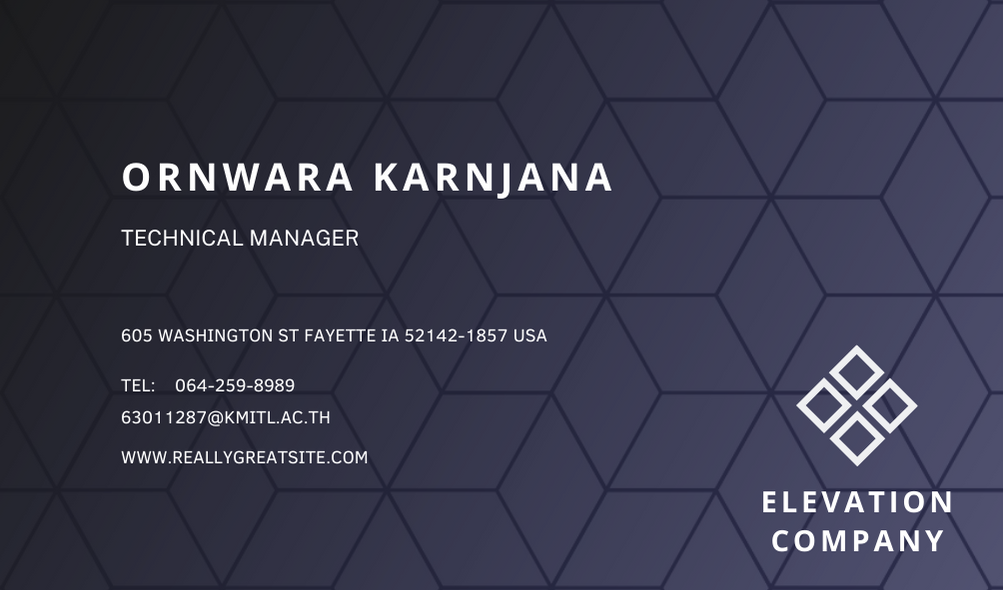 ORNWARA KARNJANA
TECHNICAL MANAGER
605 WASHINGTON ST FAYETTE IA 52142-1857 USA
TEL: 064-259-8989
63011287@KMITL.AC.TH
WWW.REALLYGREATSITE.COM
ELEVATION
COMPANY